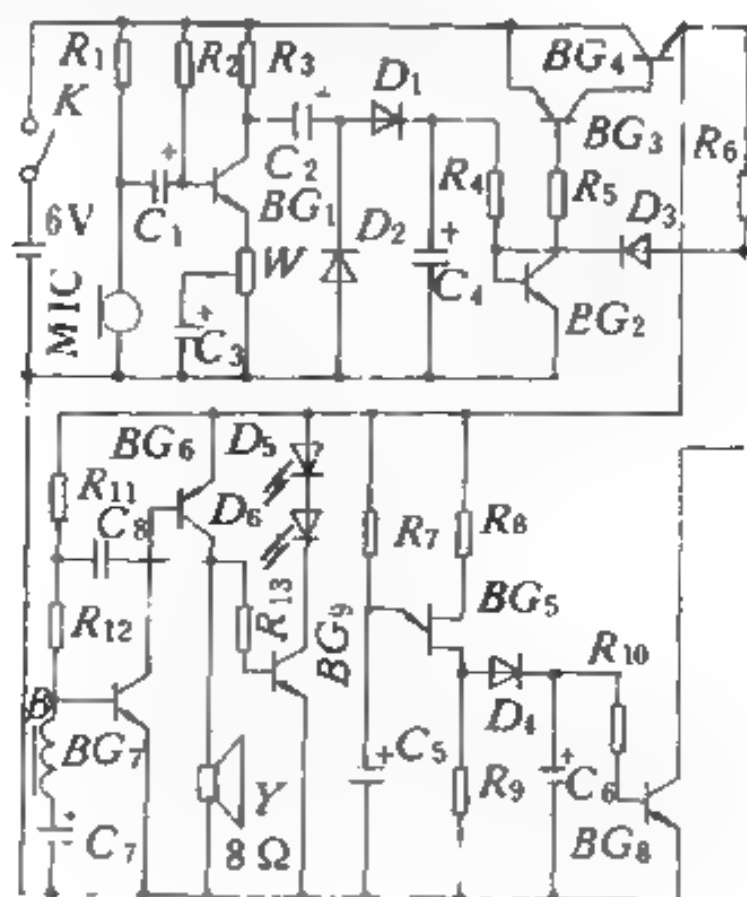 R1 R2 R3 D1 BG4
K
C2 BG3 R6
C1 BG1 R4 R5 D3
6V W D2
MIC C3 C4 BG2
BG6 D5
R11 C8 D6 R7 R8
R12 R13 BG9 BG5
B D4 R10
BG7 C5 R9 C6
Y
C7 8Ω BG8